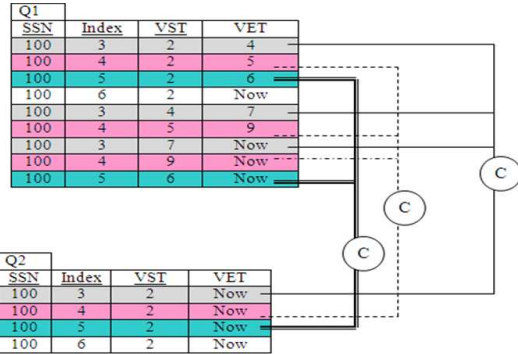 Q1
SSN Index VST VET
100 3 2 4
100 4 2 5
100 5 2 6
100 6 2 Now
100 3 4 7
100 4 5 9
100 3 7 Now
100 4 9 Now
100 5 6 Now
C
C
C
Q2
SSN Index VST VET
100 3 2 Now
100 4 2 Now
100 5 2 Now
100 6 2 Now